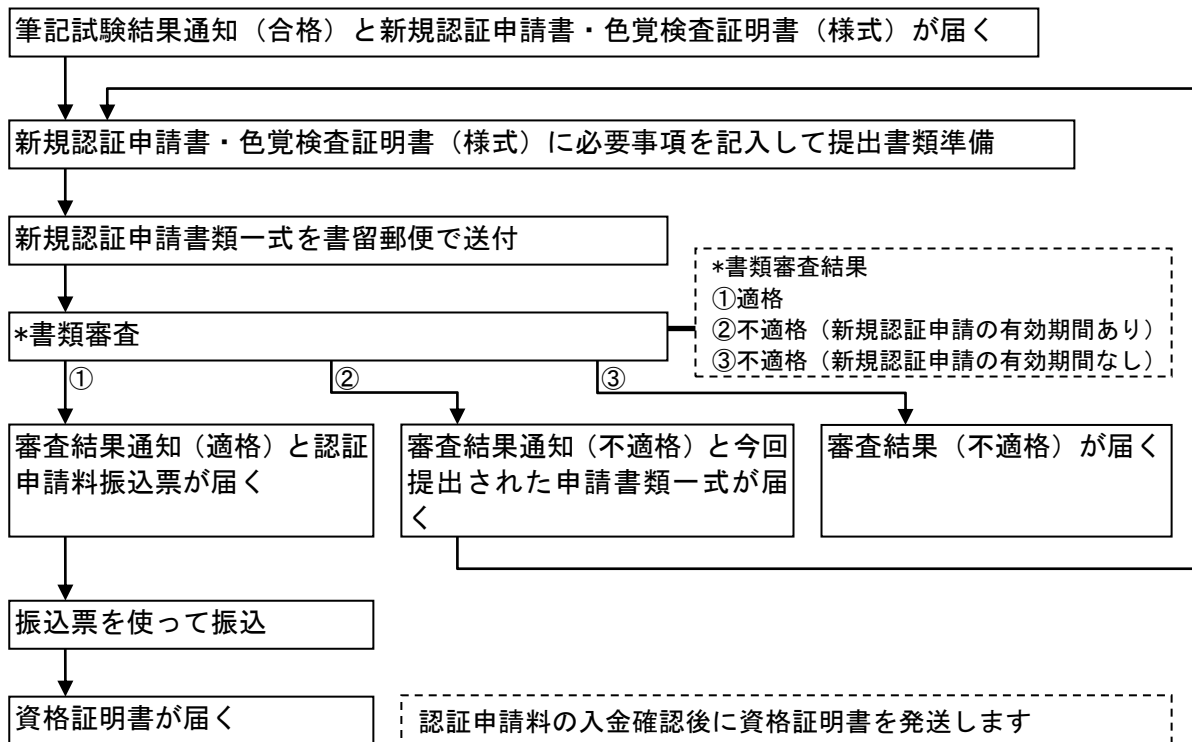 筆記試験結果通知（合格）と新規認証申請書・色覚検査証明書（様式）が届く
新規認証申請書・色覚検査証明書（様式）に必要事項を記入して提出書類準備
新規認証申請書類一式を書留郵便で送付
*書類審査結果
①適格
②不適格（新規認証申請の有効期間あり）
③不適格（新規認証申請の有効期間なし）
*書類審査
①
②
③
審査結果通知（適格）と認証
申請料振込票が届く
審査結果通知（不適格）と今回
提出された申請書類一式が届
く
審査結果（不適格）が届く
振込票を使って振込
資格証明書が届く
認証申請料の入金確認後に資格証明書を発送します